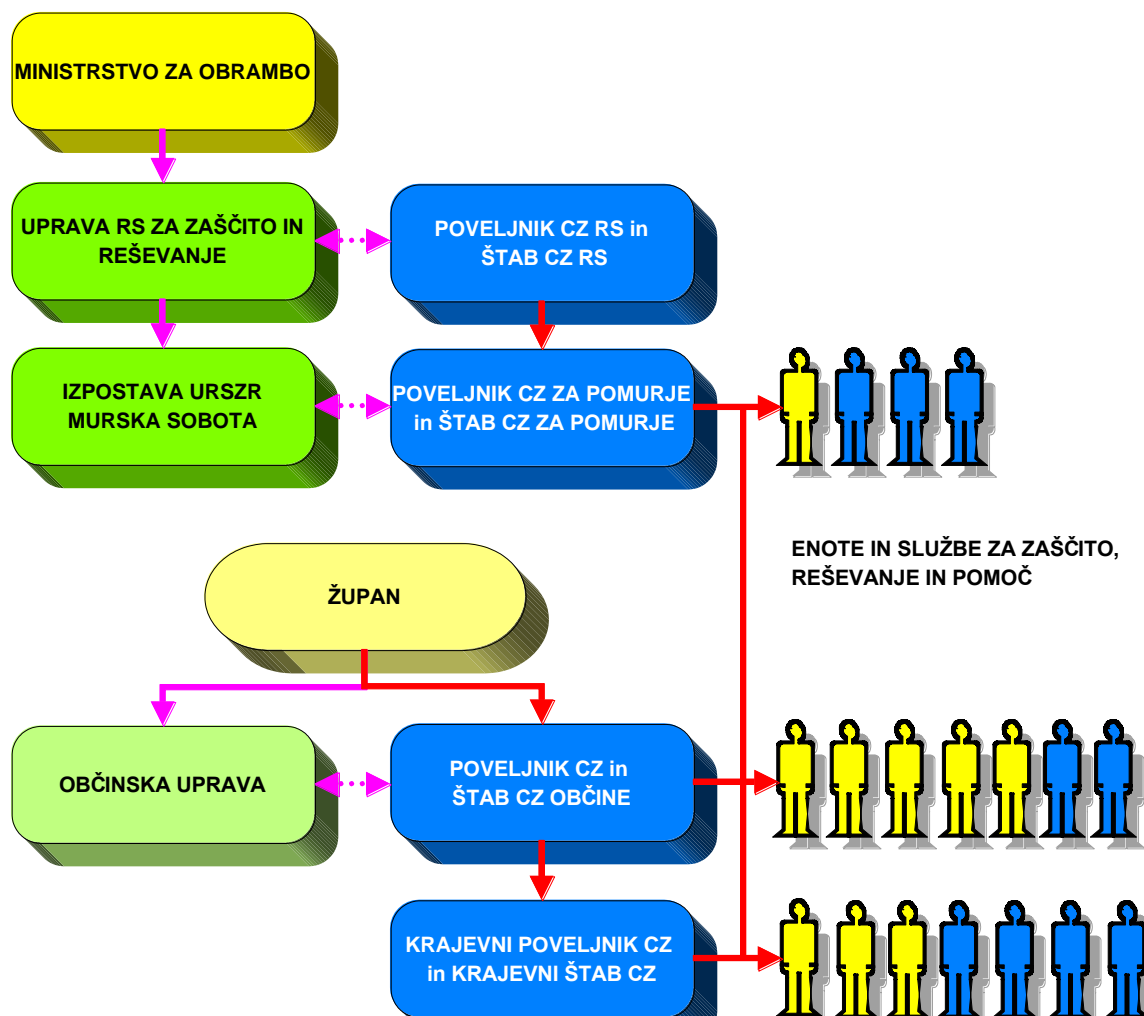 MINISTRSTVO ZA OBRAMBO
UPRAVA RS ZA ZAŠČITO IN
REŠEVANJE
POVELJNIK CZ RS in
ŠTAB CZ RS
IZPOSTAVA URSZR
MURSKA SOBOTA
POVELJNIK CZ ZA POMURJE
in ŠTAB CZ ZA POMURJE
ENOTE IN SLUŽBE ZA ZAŠČITO,
REŠEVANJE IN POMOČ
ŽUPAN
OBČINSKA UPRAVA
POVELJNIK CZ in
ŠTAB CZ OBČINE
KRAJEVNI POVELJNIK CZ
in KRAJEVNI ŠTAB CZ